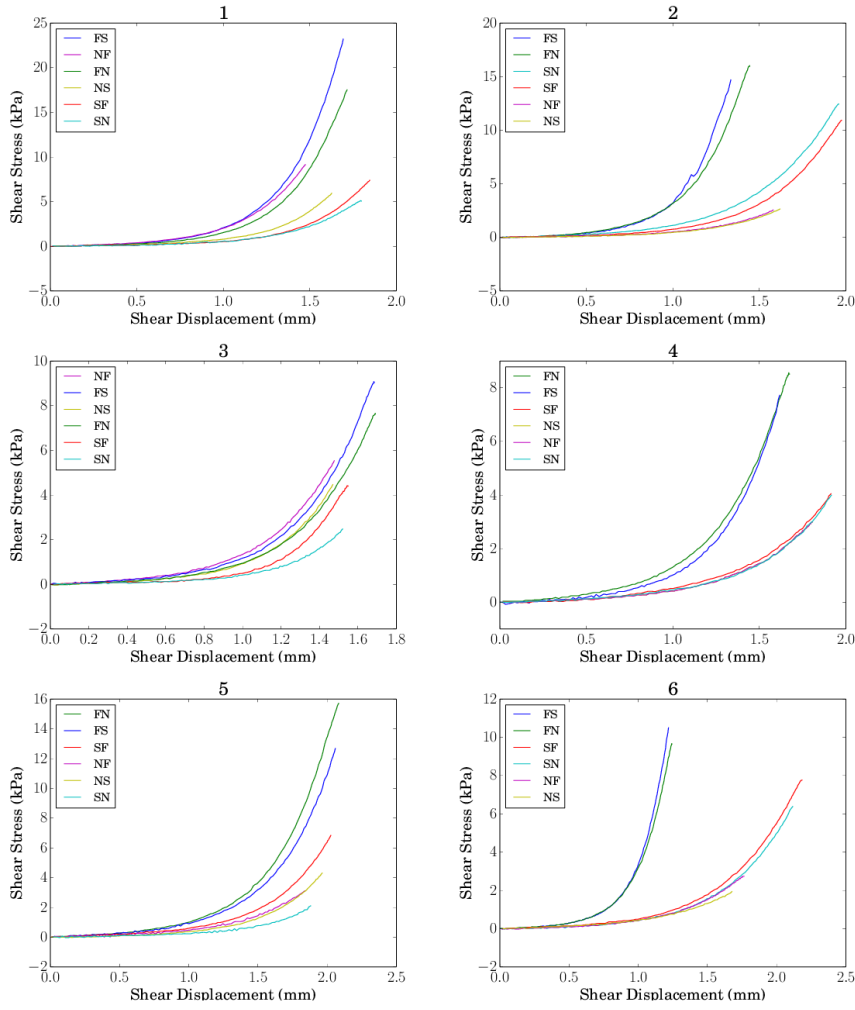 1
25
20
15
10
5
0
−5
Shear Stress (kPa)
FS
NF
FN
NS
SF
SN
0.0 0.5 1.0 1.5 2.0
Shear Displacement (mm)
2
20
15
10
5
0
−5
Shear Stress (kPa)
FS
FN
SN
SF
NF
NS
0.0 0.5 1.0 1.5 2.0
Shear Displacement (mm)
3
10
8
6
4
2
0
−2
Shear Stress (kPa)
NF
FS
NS
FN
SF
SN
0.0 0.2 0.4 0.6 0.8 1.0 1.2 1.4 1.6 1.8
Shear Displacement (mm)
4
8
6
4
2
0
Shear Stress (kPa)
FN
FS
SF
NS
NF
SN
0.0 0.5 1.0 1.5 2.0
Shear Displacement (mm)
5
16
14
12
10
8
6
4
2
0
−2
Shear Stress (kPa)
FN
FS
SF
NF
NS
SN
0.0 0.5 1.0 1.5 2.0 2.5
Shear Displacement (mm)
6
12
10
8
6
4
2
0
−2
Shear Stress (kPa)
FS
FN
SF
SN
NF
NS
0.0 0.5 1.0 1.5 2.0 2.5
Shear Displacement (mm)